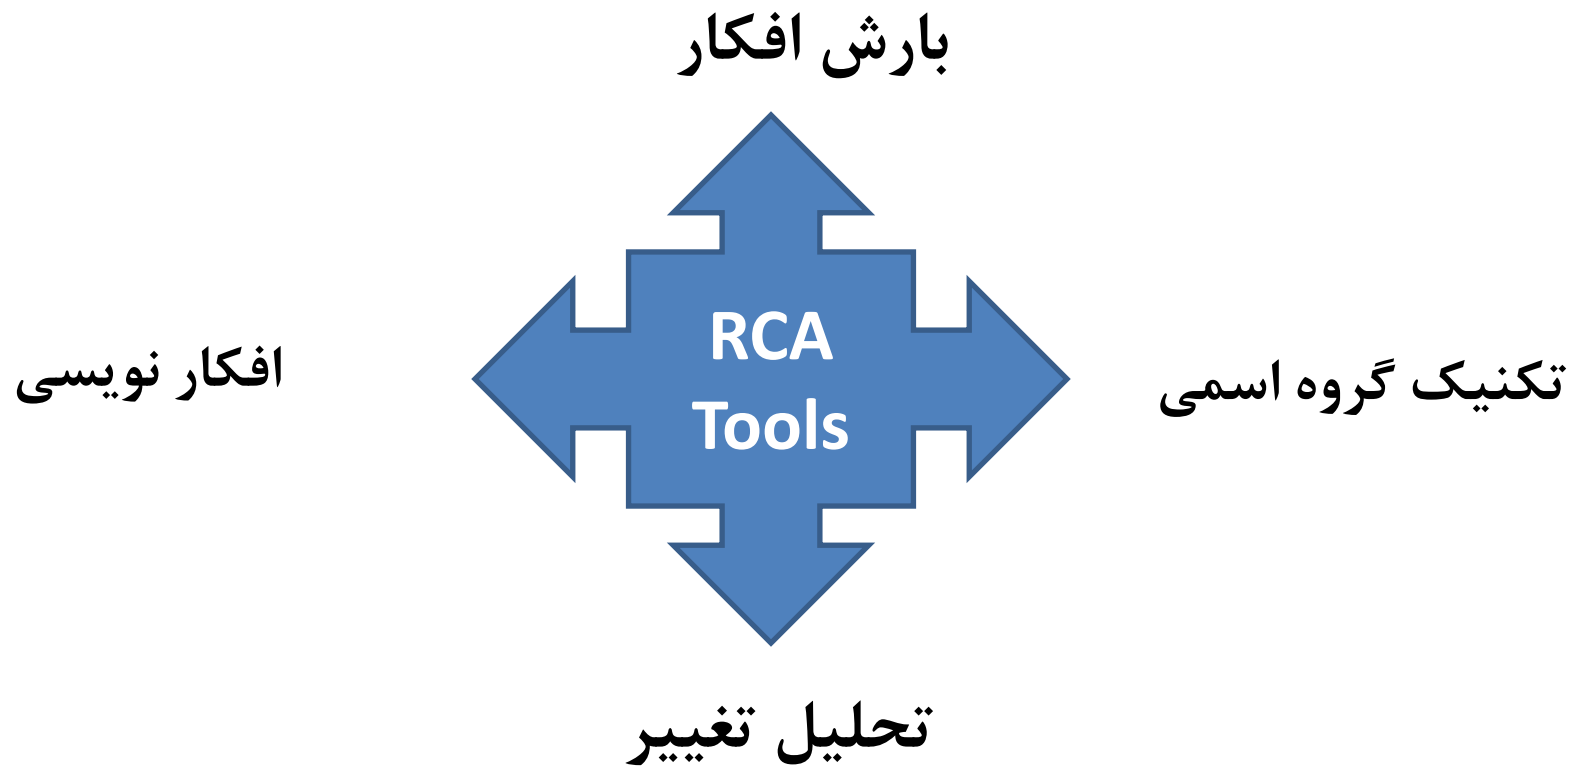 بارش افکار
RCA
Tools
تکنیک گروه اسمی
افکار نویسی
تحلیل تغییر